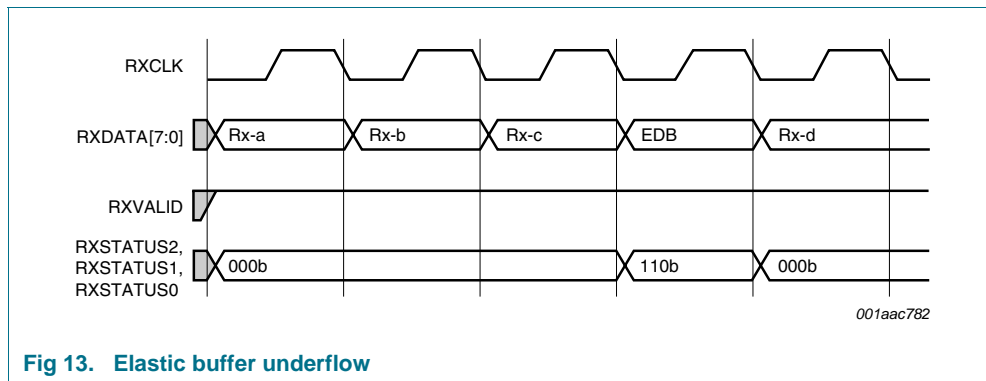 RXCLK
RXDATA[7:0] Rx-a Rx-b Rx-c EDB Rx-d
RXVALID
RXSTATUS2,
RXSTATUS1,
RXSTATUS0
000b 110b 000b
001aac782
Fig 13. Elastic buffer underflow